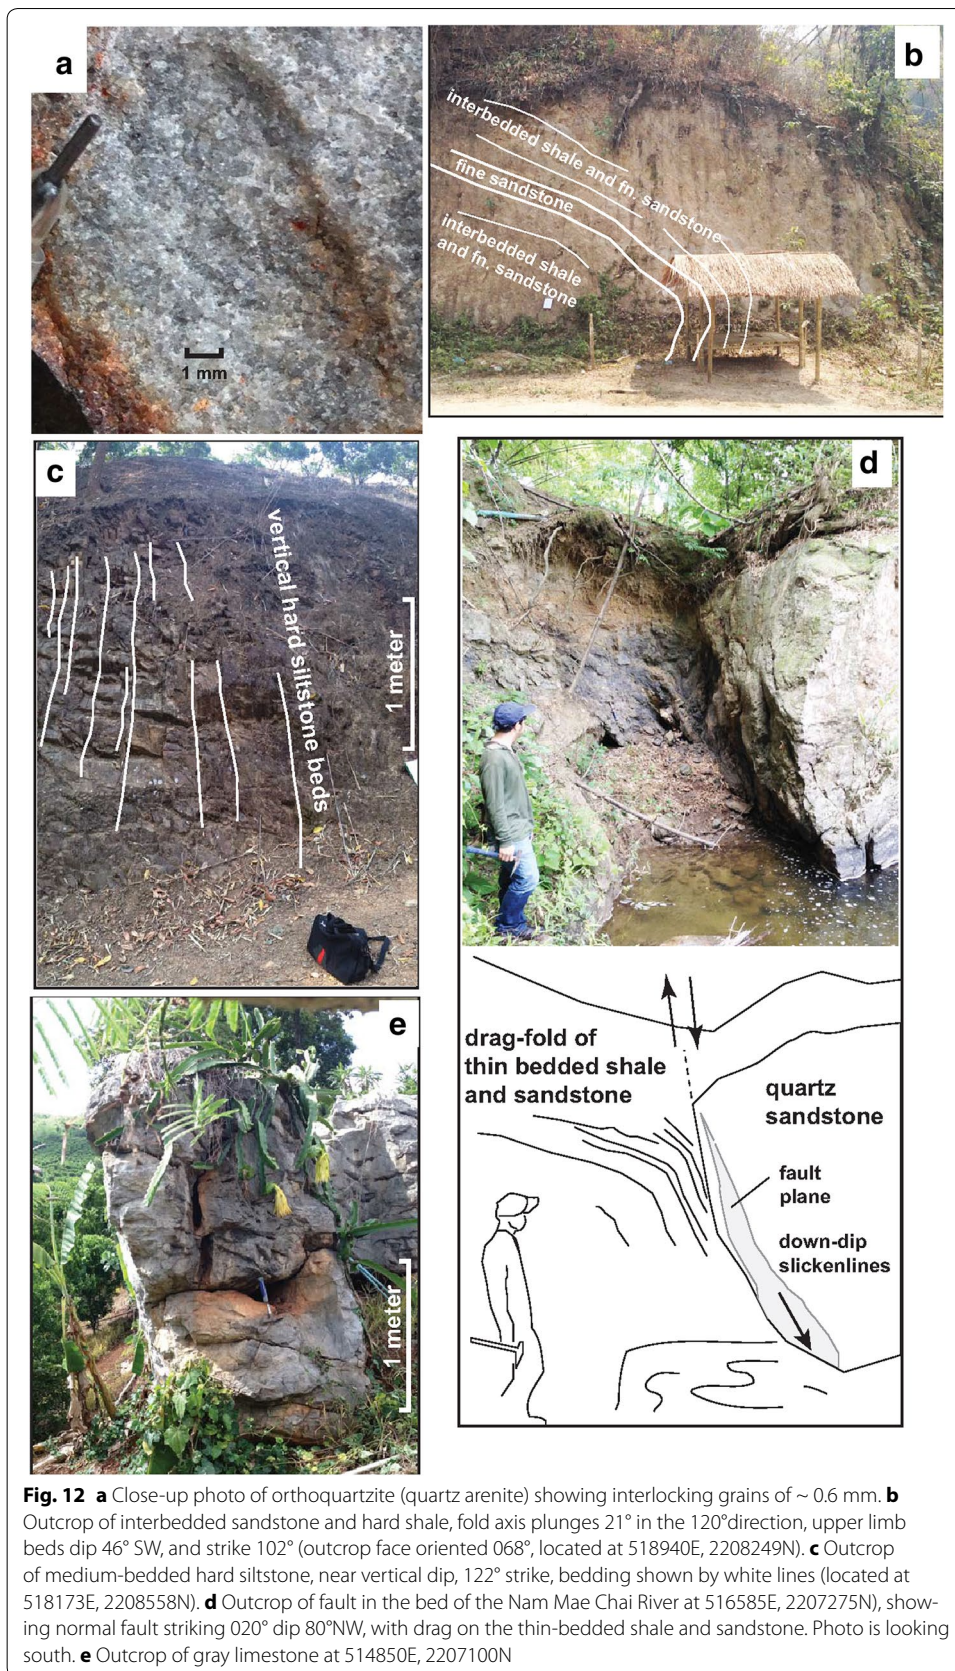 a
1 mm
b
interbedded shale and fn. sandstone
fine sandstone
interbedded shale
and fn. sandstone
c
vertical hard siltstone beds
1 meter
d
drag-fold of
thin bedded shale
and sandstone
quartz
sandstone
fault
plane
down-dip
slickenlines
e
1 meter
Fig. 12 a Close-up photo of orthoquartzite (quartz arenite) showing interlocking grains of ~ 0.6 mm. b
Outcrop of interbedded sandstone and hard shale, fold axis plunges 21° in the 120°direction, upper limb
beds dip 46° SW, and strike 102° (outcrop face oriented 068°, located at 518940E, 2208249N). c Outcrop
of medium-bedded hard siltstone, near vertical dip, 122° strike, bedding shown by white lines (located at
518173E, 2208558N). d Outcrop of fault in the bed of the Nam Mae Chai River at 516585E, 2207275N), show-
ing normal fault striking 020° dip 80°NW, with drag on the thin-bedded shale and sandstone. Photo is looking
south. e Outcrop of gray limestone at 514850E, 2207100N